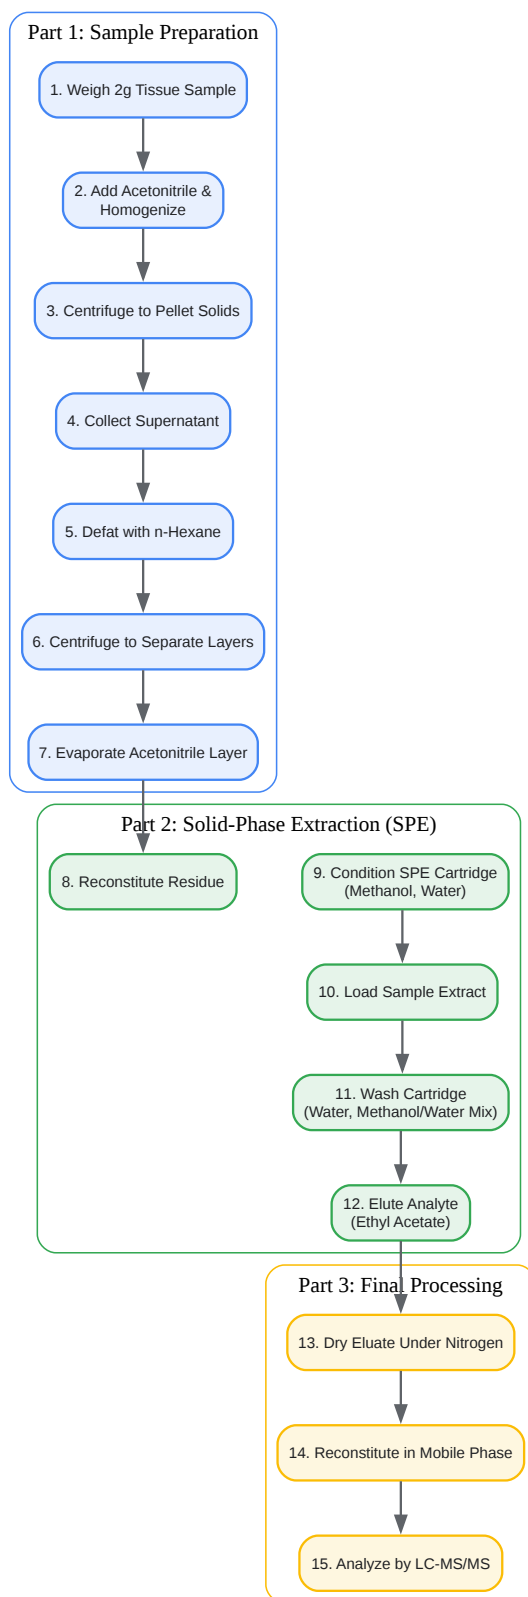 Part 1: Sample Preparation
1. Weigh 2g Tissue Sample
2. Add Acetonitrile &
Homogenize
3. Centrifuge to Pellet Solids
4. Collect Supernatant
5. Defat with n-Hexane
6. Centrifuge to Separate Layers
7. Evaporate Acetonitrile Layer
Part 2: Solid-Phase Extraction (SPE)
8. Reconstitute Residue
9. Condition SPE Cartridge
(Methanol, Water)
10. Load Sample Extract
11. Wash Cartridge
(Water, Methanol/Water Mix)
12. Elute Analyte
(Ethyl Acetate)
Part 3: Final Processing
13. Dry Eluate Under Nitrogen
14. Reconstitute in Mobile Phase
15. Analyze by LC-MS/MS